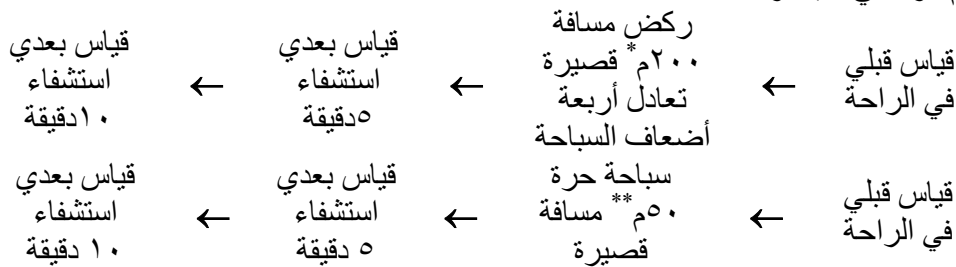 قياس قبلي
في الراحة
←
ركض مسافة
٢٠٠م* قصيرة
تعادل أربعة
أضعاف السباحة
←
قياس بعدي
استشفاء
٥دقيقة
←
قياس بعدي
استشفاء
١٠دقيقة
قياس قبلي
في الراحة
←
سباحة حرة
٥٠م** مسافة
قصيرة
←
قياس بعدي
استشفاء
٥ دقيقة
←
قياس بعدي
استشفاء
١٠ دقيقة